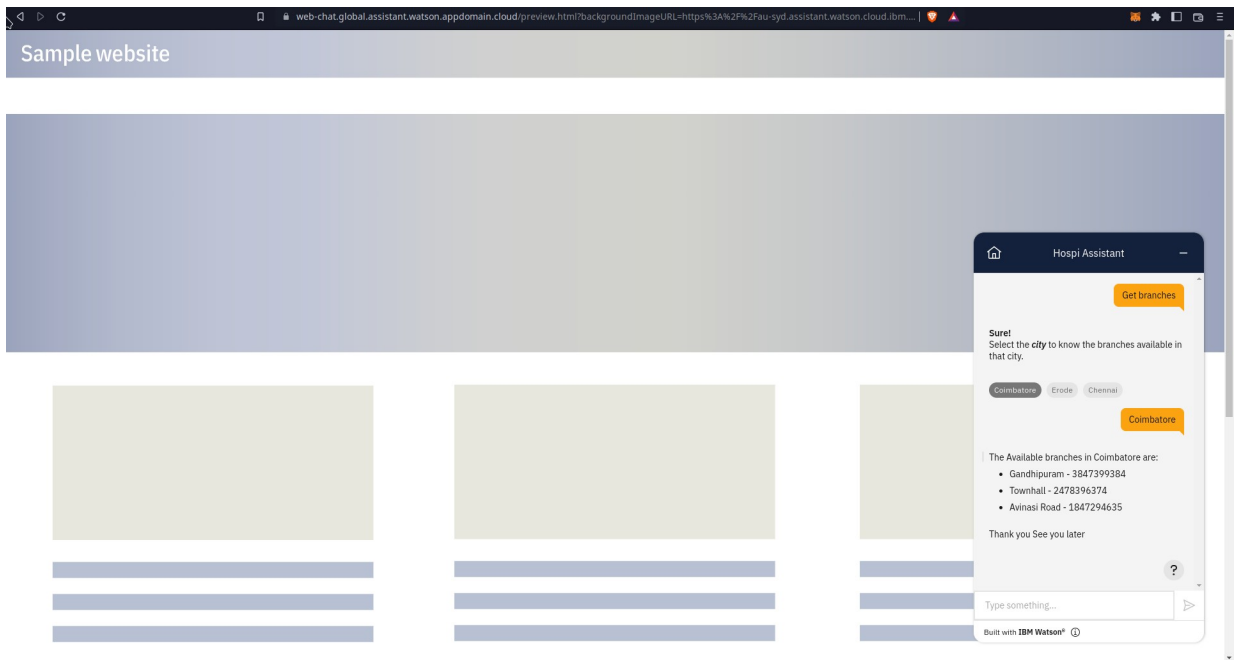 web-chat.global.assistant.watson.appdomain.cloud/preview.html?backgroundImageURL=https%3A%2F%2Fau-syd.assistant.watson.cloud.ibm....
Sample website
Hospi Assistant
Get branches
Sure!
Select the city to know the branches available in
that city.
Coimbatore Erode Chennai
Coimbatore
The Available branches in Coimbatore are:
• Gandhipuram - 3847399384
• Townhall - 2478396374
• Avinasi Road - 1847294635
Thank you See you later
?
Type something...
Built with IBM Watson®